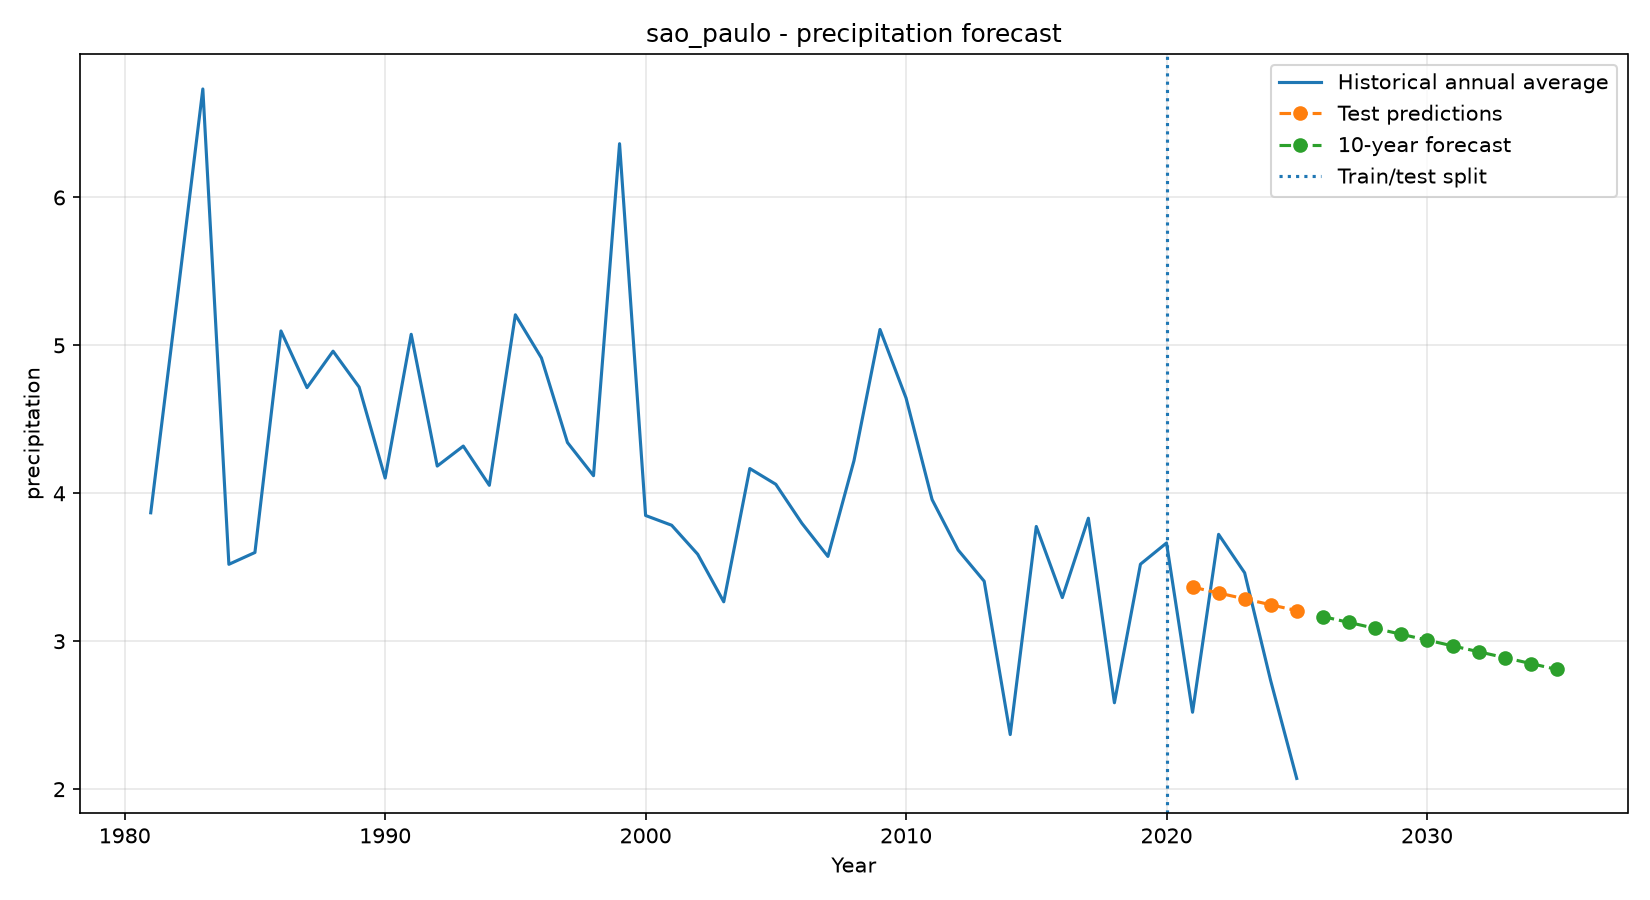 sao_paulo - precipitation forecast
Historical annual average
Test predictions
10-year forecast
Train/test split
precipitation
6
5
4
3
2
1980 1990 2000 2010 2020 2030
Year